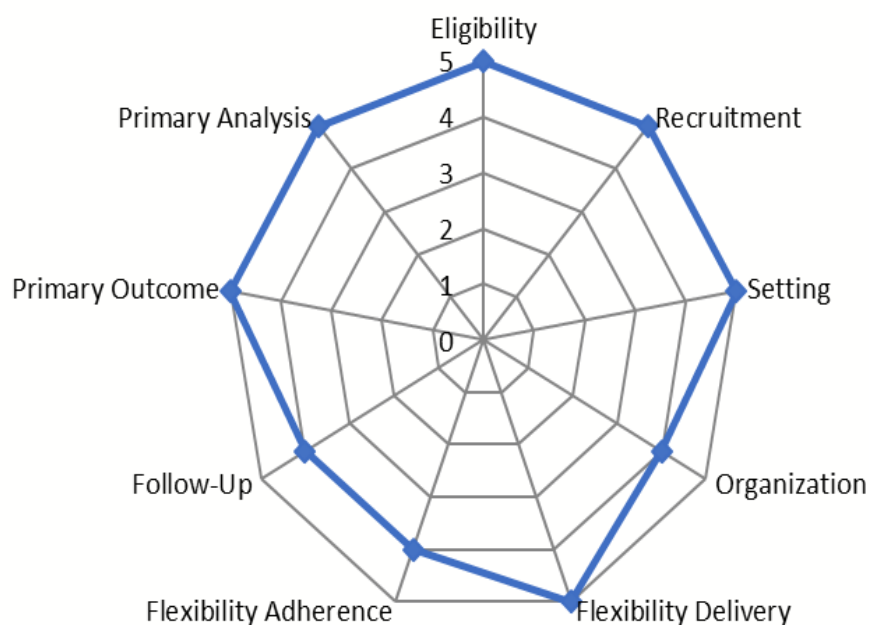 Eligibility
5
Primary Analysis
Recruitment
4
3
2
Primary Outcome
1
Setting
0
Follow-Up
Organization
Flexibility Adherence
Flexibility Delivery